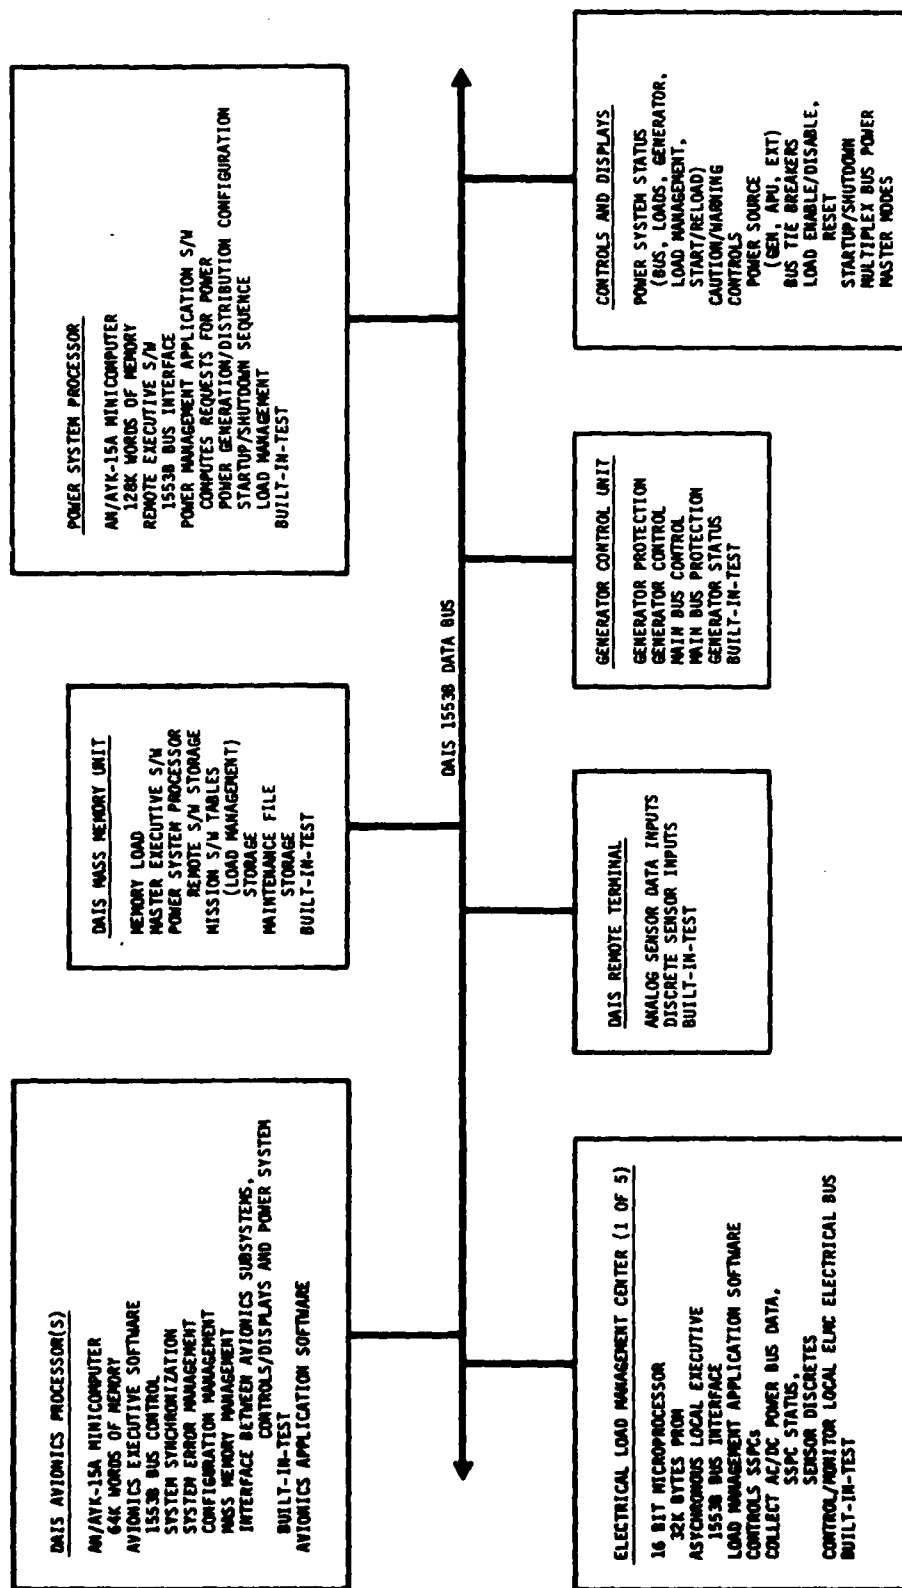 DAIS AVIONICS PROCESSOR(S)
AN/AYK-15A MINICOMPUTER
64K WORDS OF MEMORY
AVIONICS EXECUTIVE SOFTWARE
1553B BUS CONTROL
SYSTEM SYNCHRONIZATION
SYSTEM ERROR MANAGEMENT
CONFIGURATION MANAGEMENT
MASS MEMORY MANAGEMENT
INTERFACE BETWEEN AVIONICS SUBSYSTEMS,
CONTROLS/DISPLAYS AND POWER SYSTEM
BUILT-IN-TEST
AVIONICS APPLICATION SOFTWARE
DAIS MASS MEMORY UNIT
MEMORY LOAD
MASTER EXECUTIVE S/W
POWER SYSTEM PROCESSOR
REMOTE S/W STORAGE
MISSION S/W TABLES
(LOAD MANAGEMENT)
STORAGE
MAINTENANCE FILE
STORAGE
BUILT-IN-TEST
POWER SYSTEM PROCESSOR
AN/AYK-15A MINICOMPUTER
128K WORDS OF MEMORY
REMOTE EXECUTIVE S/W
1553B BUS INTERFACE
POWER MANAGEMENT APPLICATION S/W
COMPUTES REQUESTS FOR POWER
POWER GENERATION/DISTRIBUTION CONFIGURATION
STARTUP/SHUTDOWN SEQUENCE
LOAD MANAGEMENT
BUILT-IN-TEST
DAIS 1553B DATA BUS
ELECTRICAL LOAD MANAGEMENT CENTER (1 OF 5)
16 BIT MICROPROCESSOR
32K BYTES PROM
ASYCHRONOUS LOCAL EXECUTIVE
1553B BUS INTERFACE
LOAD MANAGEMENT APPLICATION SOFTWARE
CONTROLS SSPCs
COLLECT AC/DC POWER BUS DATA,
SSPC STATUS,
SENSOR DISCRETES
CONTROL/MONITOR LOCAL ELMC ELECTRICAL BUS
BUILT-IN-TEST
DAIS REMOTE TERMINAL
ANALOG SENSOR DATA INPUTS
DISCRETE SENSOR INPUTS
BUILT-IN-TEST
GENERATOR CONTROL UNIT
GENERATOR PROTECTION
GENERATOR CONTROL
MAIN BUS CONTROL
MAIN BUS PROTECTION
GENERATOR STATUS
BUILT-IN-TEST
CONTROLS AND DISPLAYS
POWER SYSTEM STATUS
(BUS, LOADS, GENERATOR,
LOAD MANAGEMENT,
START/RELOAD)
CAUTION/WARNING
CONTROLS
POWER SOURCE
(GEN, APU, EXT)
BUS TIE BREAKERS
LOAD ENABLE/DISABLE,
RESET
STARTUP/SHUTDOWN
MULTIPLEX BUS POWER
MASTER MODES